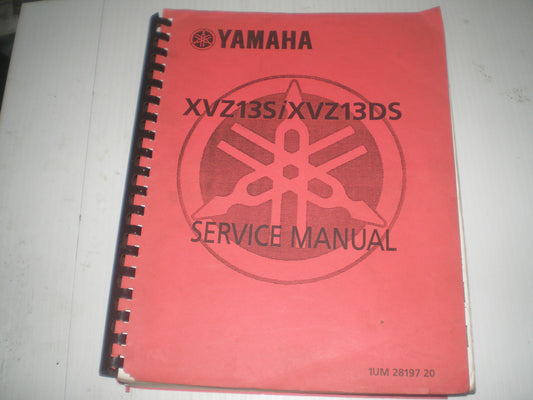 YAMAHA
XVZ13S/XVZ13DS
SERVICE MANUAL
1UM 28197 20